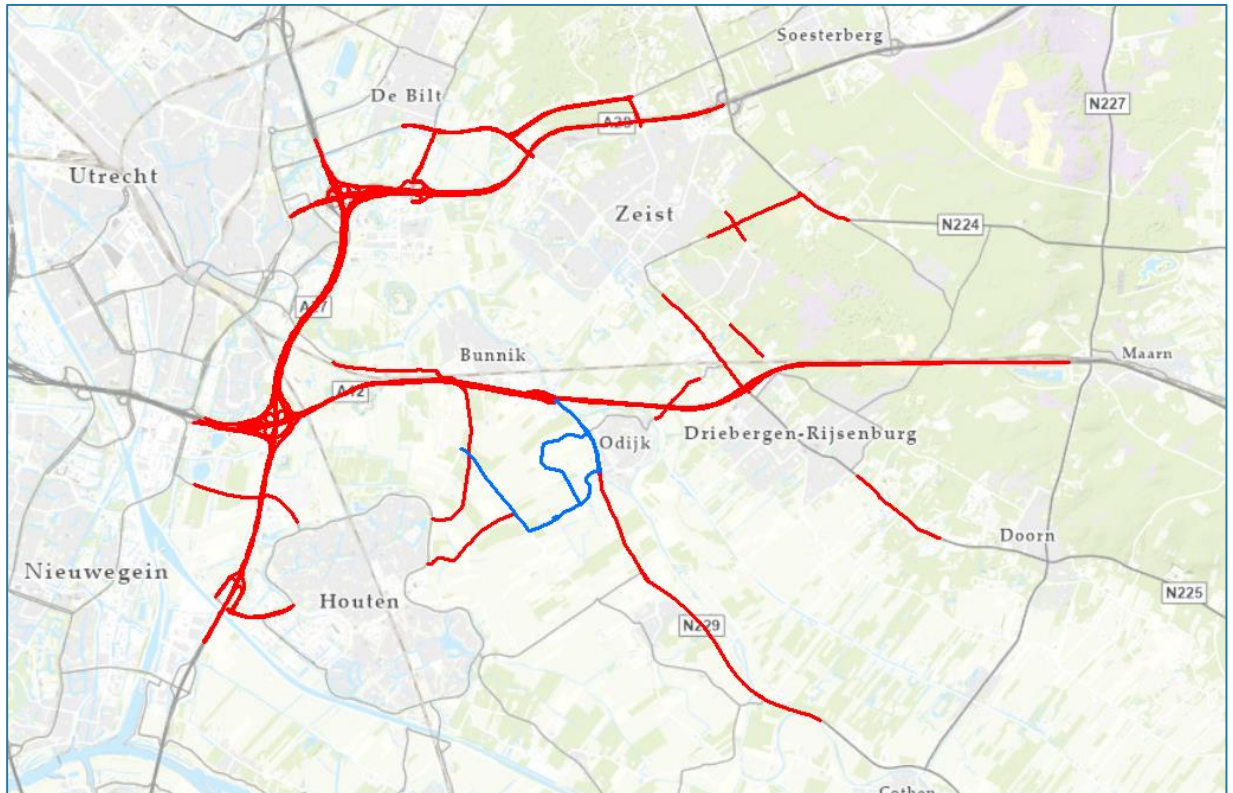 Soesterberg
De Bilt
N227
A28
Utrecht
Zeist
N224
A27
Bunnik
Maarn
A12
Odijk
Driebergen-Rijsenburg
Doorn
Nieuwegein
Houten
N225
N229
Cothen